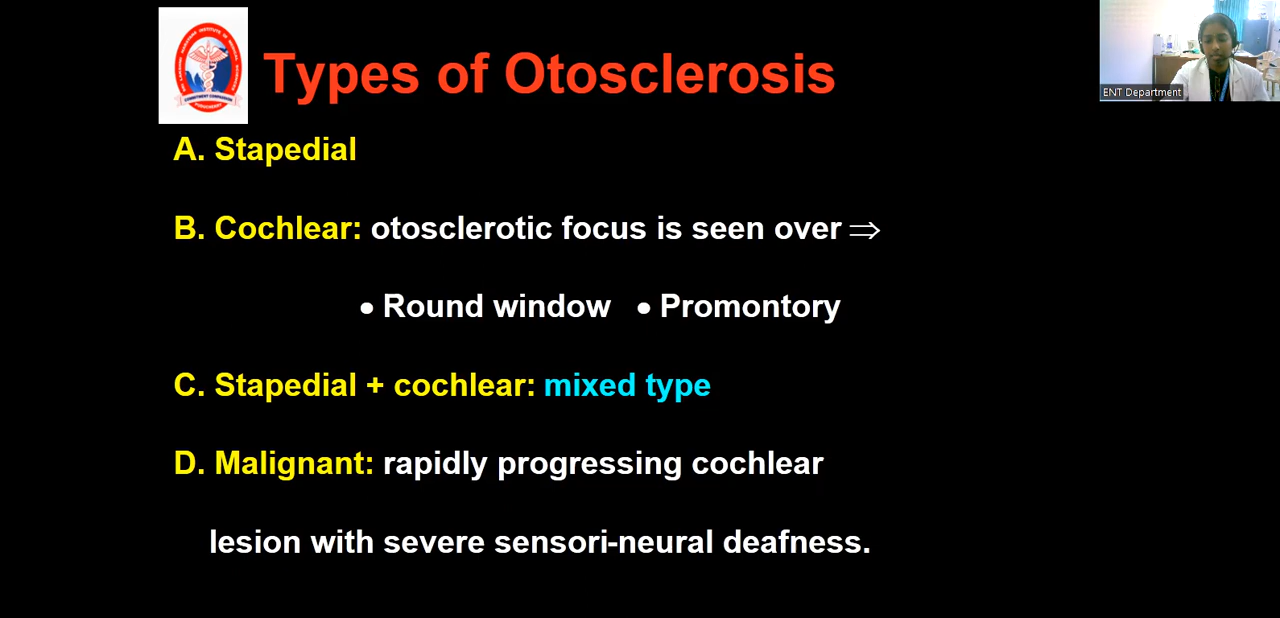 Types of Otosclerosis
ENT Department
A. Stapedial
B. Cochlear: otosclerotic focus is seen over ⇒
• Round window • Promontory
C. Stapedial + cochlear: mixed type
D. Malignant: rapidly progressing cochlear
lesion with severe sensori-neural deafness.